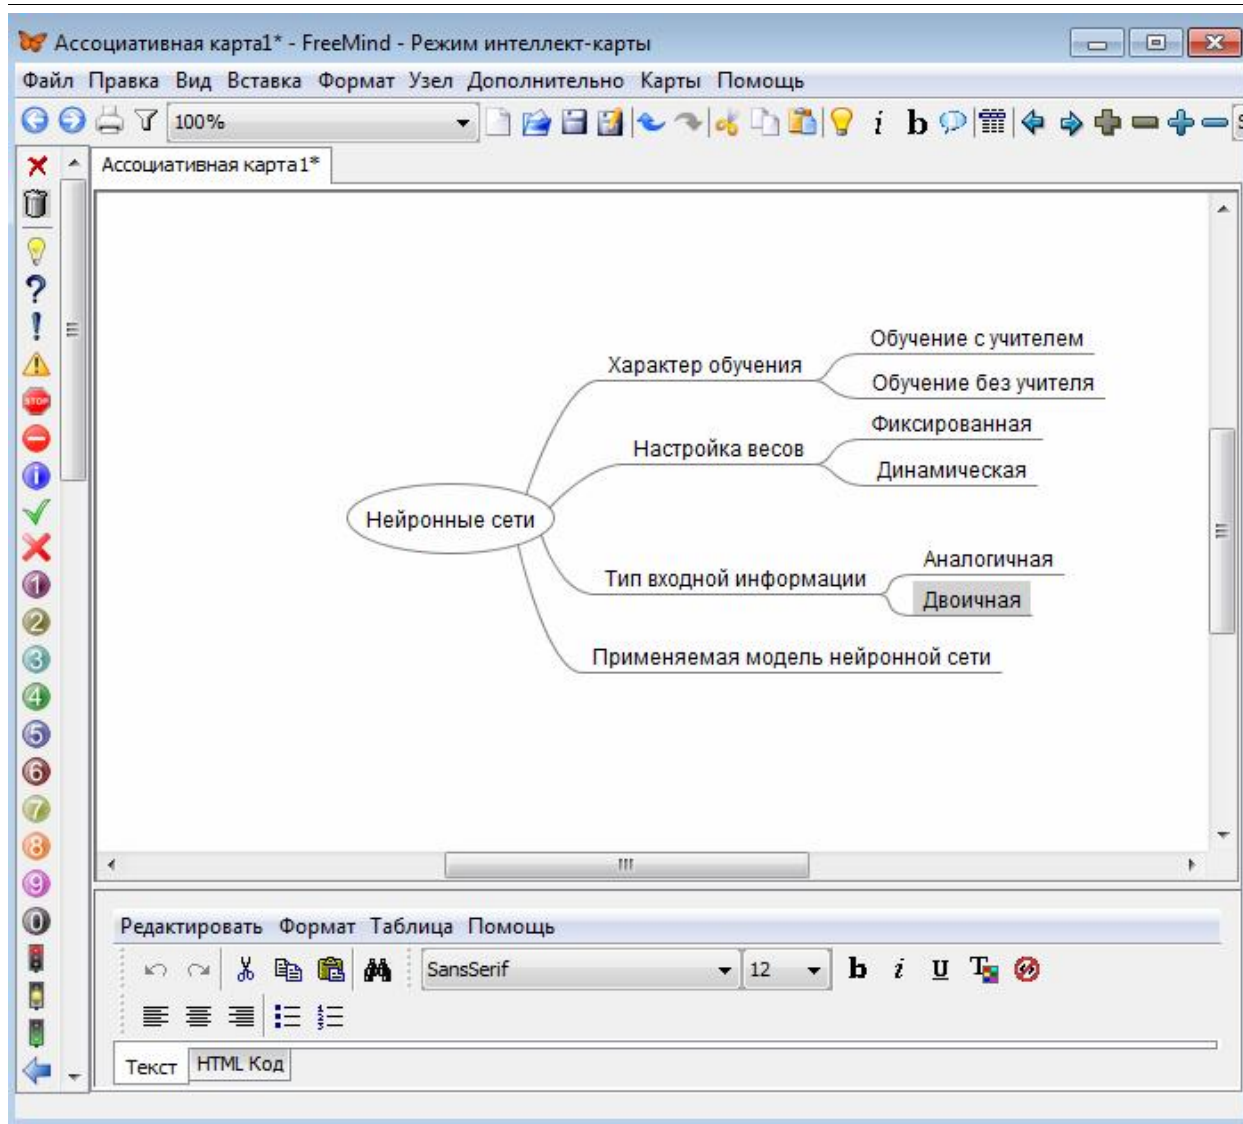 Ассоциативная карта1* - FreeMind - Режим интеллект-карты
Файл Правка Вид Вставка Формат Узел Дополнительно Карты Помощь
100%
Ассоциативная карта1*
Обучение с учителем
Характер обучения
Обучение без учителя
Фиксированная
Настройка весов
Динамическая
Нейронные сети
Аналогичная
Тип входной информации
Двоичная
Применяемая модель нейронной сети
Редактировать Формат Таблица Помощь
SansSerif 12
Текст HTML Код